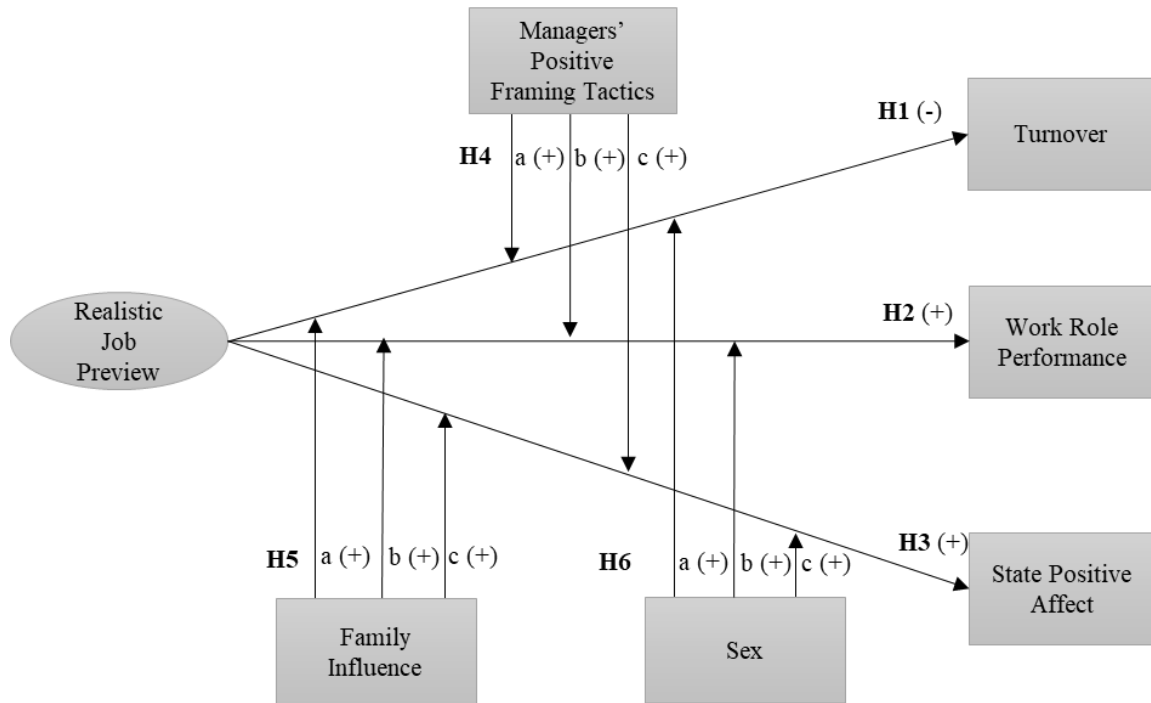 Managers'
Positive
Framing Tactics
H1 (-)
Turnover
H4 a (+) b (+) c (+)
Realistic
Job
Preview
H2 (+)
Work Role
Performance
H5 a (+) b (+) c (+)
H6 a (+) b (+) c (+)
H3 (+)
State Positive
Affect
Family
Influence
Sex